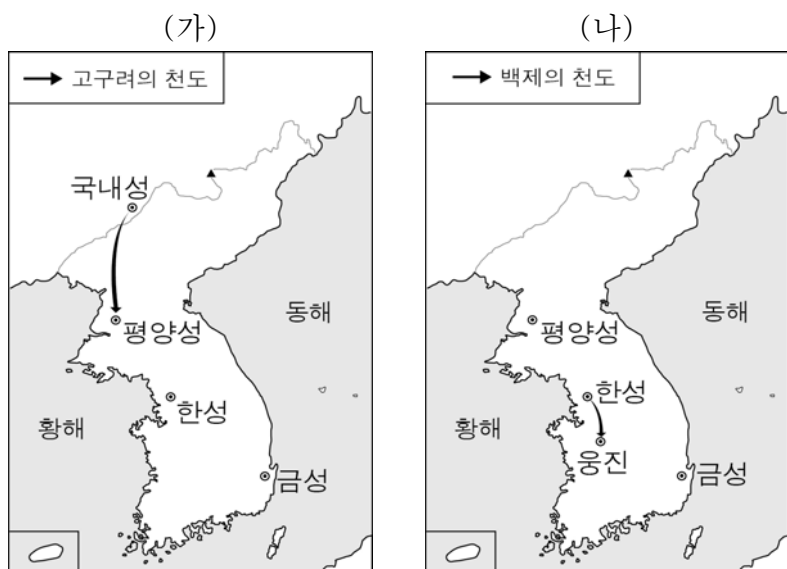 (가)
고구려의 천도
국내성
평양성
동해
한성
황해
금성
(나)
백제의 천도
평양성
동해
한성
황해
웅진
금성